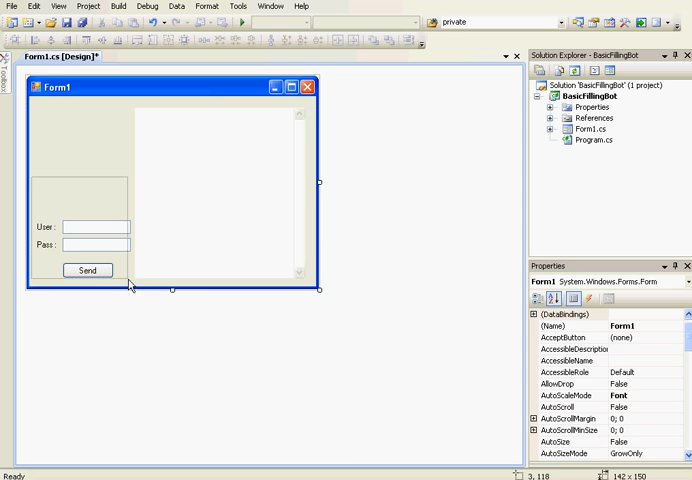 File Edit View Project Build Debug Data Format Tools Window Help
private
Form1.cs [Design]*
Toolbox
Form1
User :
Pass :
Send
Solution Explorer - BasicFillingBot
Solution 'BasicFillingBot' (1 project)
BasicFillingBot
Properties
References
Form1.cs
Program.cs
Properties
Form1 System.Windows.Forms.Form
(DataBindings)
(Name) Form1
AcceptButton (none)
AccessibleDescription
AccessibleName
AccessibleRole Default
AllowDrop False
AutoScaleMode Font
AutoScroll False
AutoScrollMargin 0; 0
AutoScrollMinSize 0; 0
AutoSize False
AutoSizeMode GrowOnly
Ready 3, 118 142 x 150